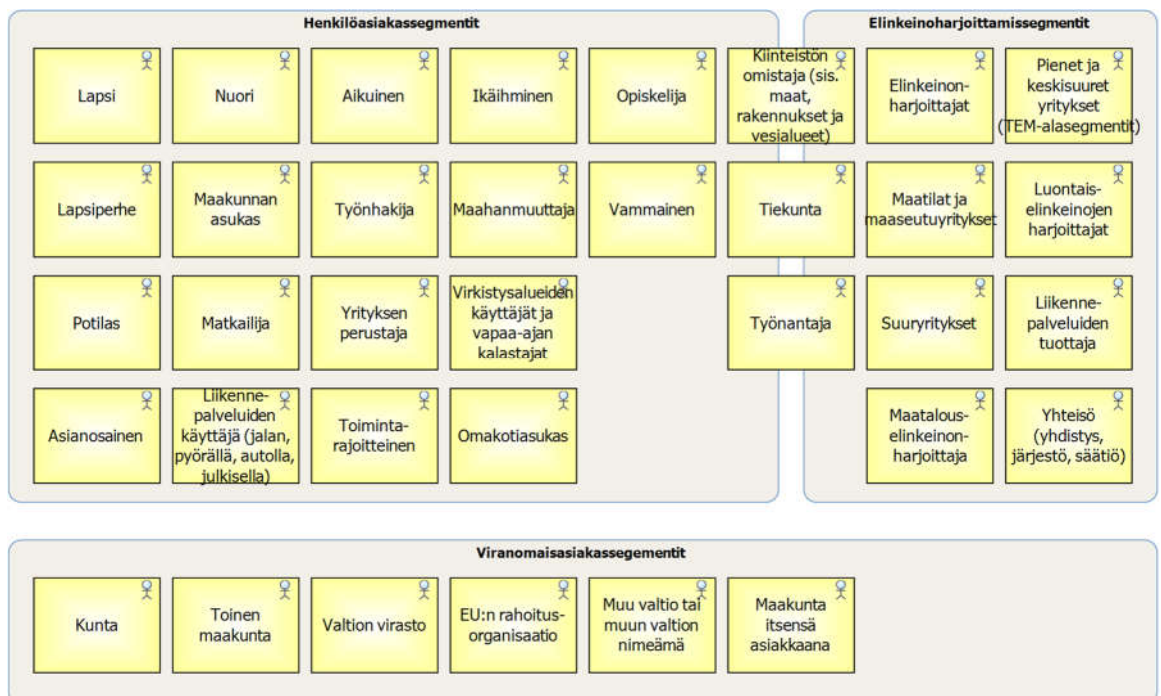 Henkilöasiakassegmentit
Elinkeinoharjoittamissegmentit
Lapsi
Nuori
Aikuinen
Ikäihminen
Opiskelija
Kiinteistön
omistaja (sis.
maat,
rakennukset ja
vesialueet)
Elinkeinon-
harjoittajat
Pienet ja
keskisuuret
yritykset
(TEM-alasegmentit)
Lapsiperhe
Maakunnan
asukas
Työnhakija
Maahanmuuttaja
Vammainen
Tiekunta
Maatilat ja
maaseutuyritykset
Luontais-
elinkeinojen
harjoittajat
Potilas
Matkailija
Yrityksen
perustaja
Virkistysalueiden
käyttäjät ja
vapaa-ajan
kalastajat
Työnantaja
Suuryritykset
Liikenne-
palveluiden
tuottaja
Asianosainen
Liikenne-
palveluiden
käyttäjä (jalan,
pyörällä, autolla,
julkisella)
Toiminta-
rajoitteinen
Omakotiasukas
Maatalous-
elinkeinon-
harjoittaja
Yhteisö
(yhdistys,
järjestö, säätiö)
Viranomaisasiakassegementit
Kunta
Toinen
maakunta
Valtion virasto
EU:n rahoitus-
organisaatio
Muu valtio tai
muun valtion
nimeämä
Maakunta
itsensä
asiakkaana